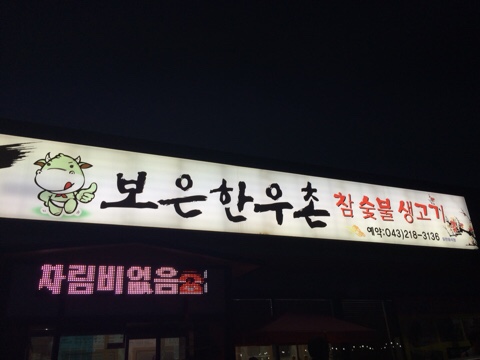 보은한우촌 참숯불생고기
예약:043)218-3136
차림비없음